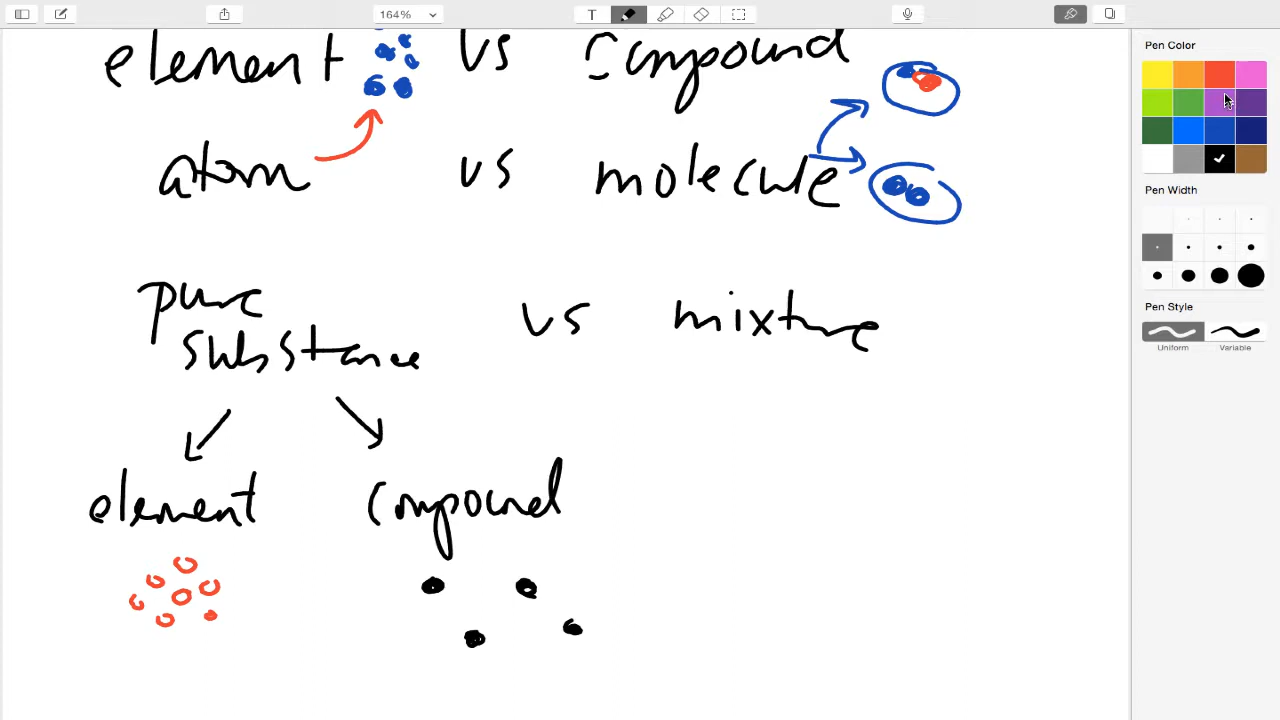 164%
T
element vs compound
atom vs molecule
pure
substance vs mixture
element compound
Pen Color
Pen Width
Pen Style
Uniform Variable